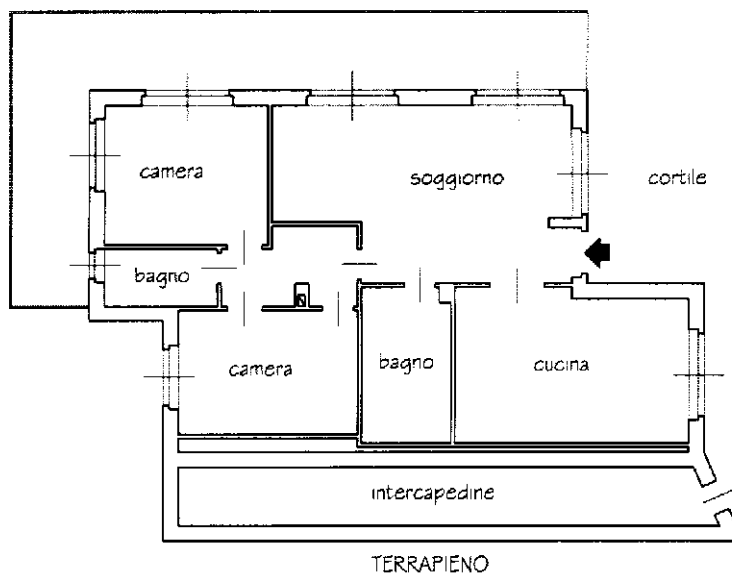 camera
soggiorno
cortile
bagno
camera
bagno
cucina
intercapedine
TERRAPIENO